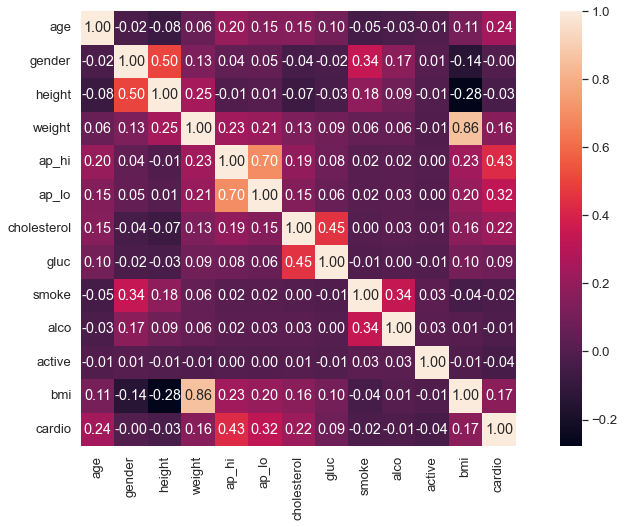 age 1.00 -0.02 -0.08 0.06 0.20 0.15 0.15 0.10 -0.05 -0.03 -0.01 0.11 0.24
gender -0.02 1.00 0.50 0.13 0.04 0.05 -0.04 -0.02 0.34 0.17 0.01 -0.14 -0.00
height -0.08 0.50 1.00 0.25 -0.01 0.01 -0.07 -0.03 0.18 0.09 -0.01 -0.28 -0.03
weight 0.06 0.13 0.25 1.00 0.23 0.21 0.13 0.09 0.06 0.06 -0.01 0.86 0.16
ap_hi 0.20 0.04 -0.01 0.23 1.00 0.70 0.19 0.08 0.02 0.02 0.00 0.23 0.43
ap_lo 0.15 0.05 0.01 0.21 0.70 1.00 0.15 0.06 0.02 0.03 0.00 0.20 0.32
cholesterol 0.15 -0.04 -0.07 0.13 0.19 0.15 1.00 0.45 0.00 0.03 0.01 0.16 0.22
gluc 0.10 -0.02 -0.03 0.09 0.08 0.06 0.45 1.00 -0.01 0.00 -0.01 0.10 0.09
smoke -0.05 0.34 0.18 0.06 0.02 0.02 0.00 -0.01 1.00 0.34 0.03 -0.04 -0.02
alco -0.03 0.17 0.09 0.06 0.02 0.03 0.03 0.00 0.34 1.00 0.03 0.01 -0.01
active -0.01 0.01 -0.01 -0.01 0.00 0.00 0.01 -0.01 0.03 0.03 1.00 -0.01 -0.04
bmi 0.11 -0.14 -0.28 0.86 0.23 0.20 0.16 0.10 -0.04 0.01 -0.01 1.00 0.17
cardio 0.24 -0.00 -0.03 0.16 0.43 0.32 0.22 0.09 -0.02 -0.01 -0.04 0.17 1.00
age gender height weight ap_hi ap_lo cholesterol gluc smoke alco active bmi cardio
1.0
0.8
0.6
0.4
0.2
0.0
−0.2